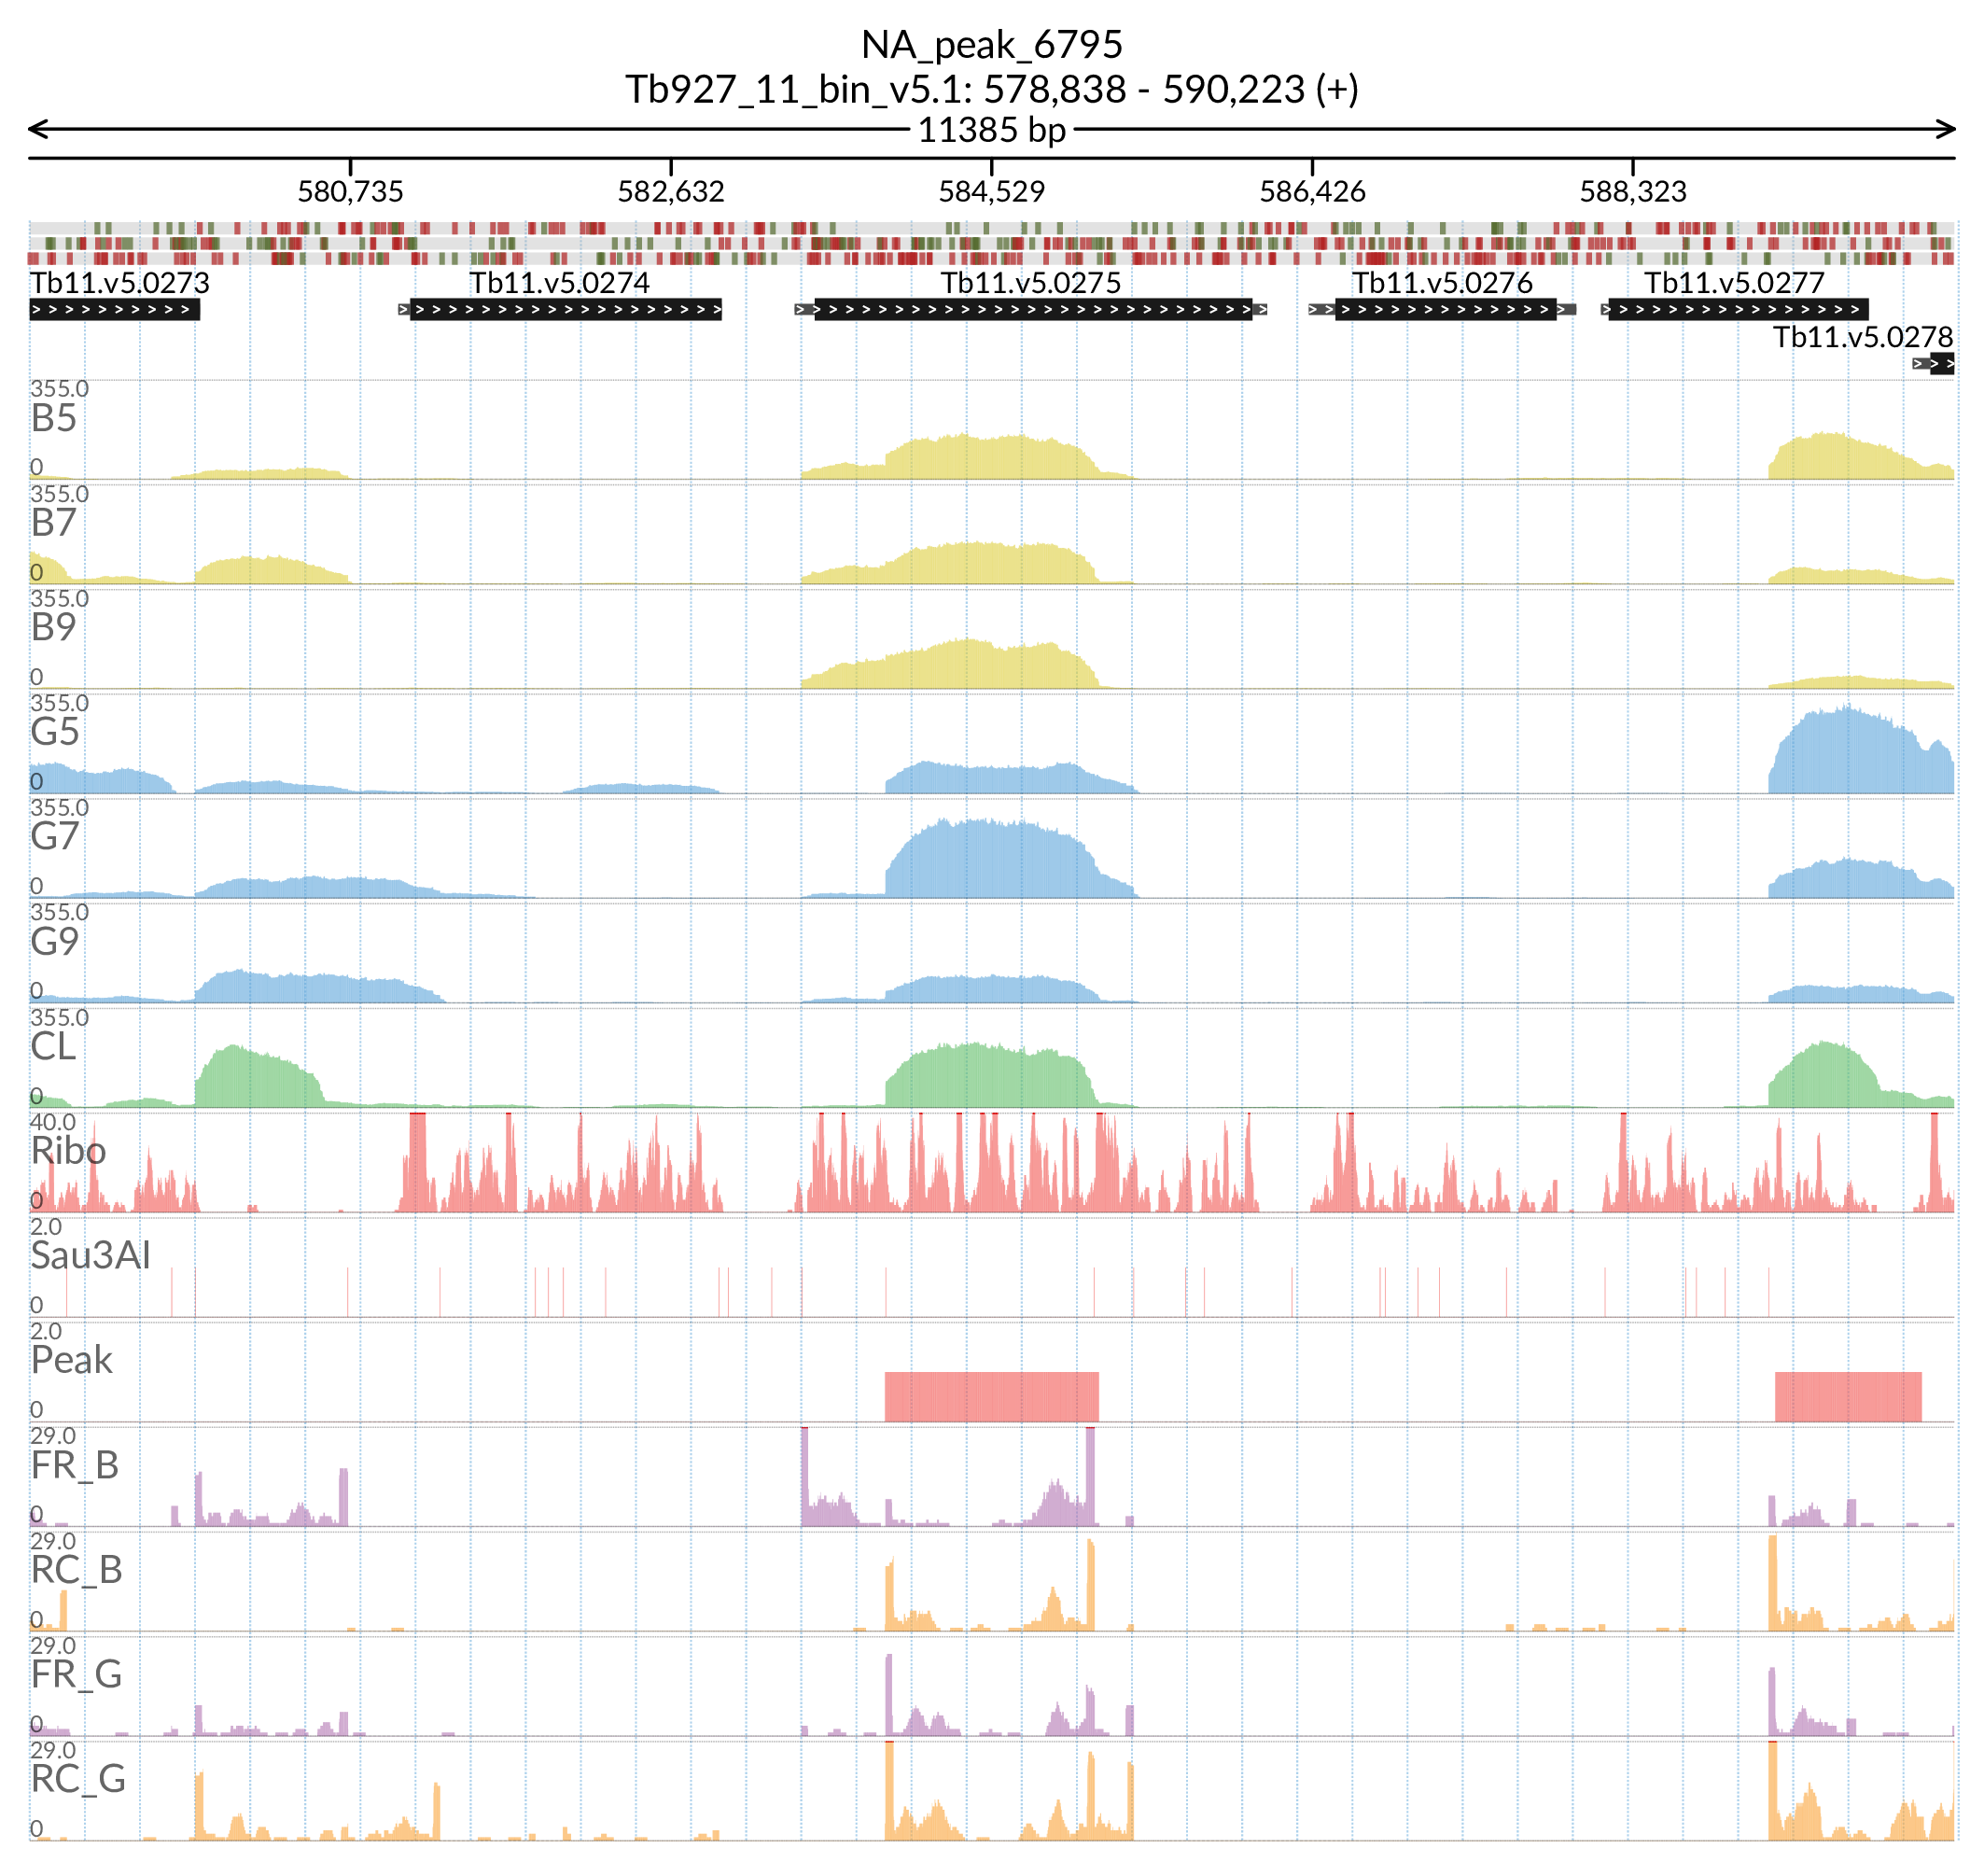 NA_peak_6795
Tb927_11_bin_v5.1: 578,838 - 590,223 (+)
11385 bp
580,735 582,632 584,529 586,426 588,323
Tb11.v5.0273 Tb11.v5.0274 Tb11.v5.0275 Tb11.v5.0276 Tb11.v5.0277
Tb11.v5.0278
355.0
B5
0
355.0
B7
0
355.0
B9
0
355.0
G5
0
355.0
G7
0
355.0
G9
0
355.0
CL
0
40.0
Ribo
0
2.0
Sau3AI
0
2.0
Peak
0
29.0
FR_B
0
29.0
RC_B
0
29.0
FR_G
0
29.0
RC_G
0